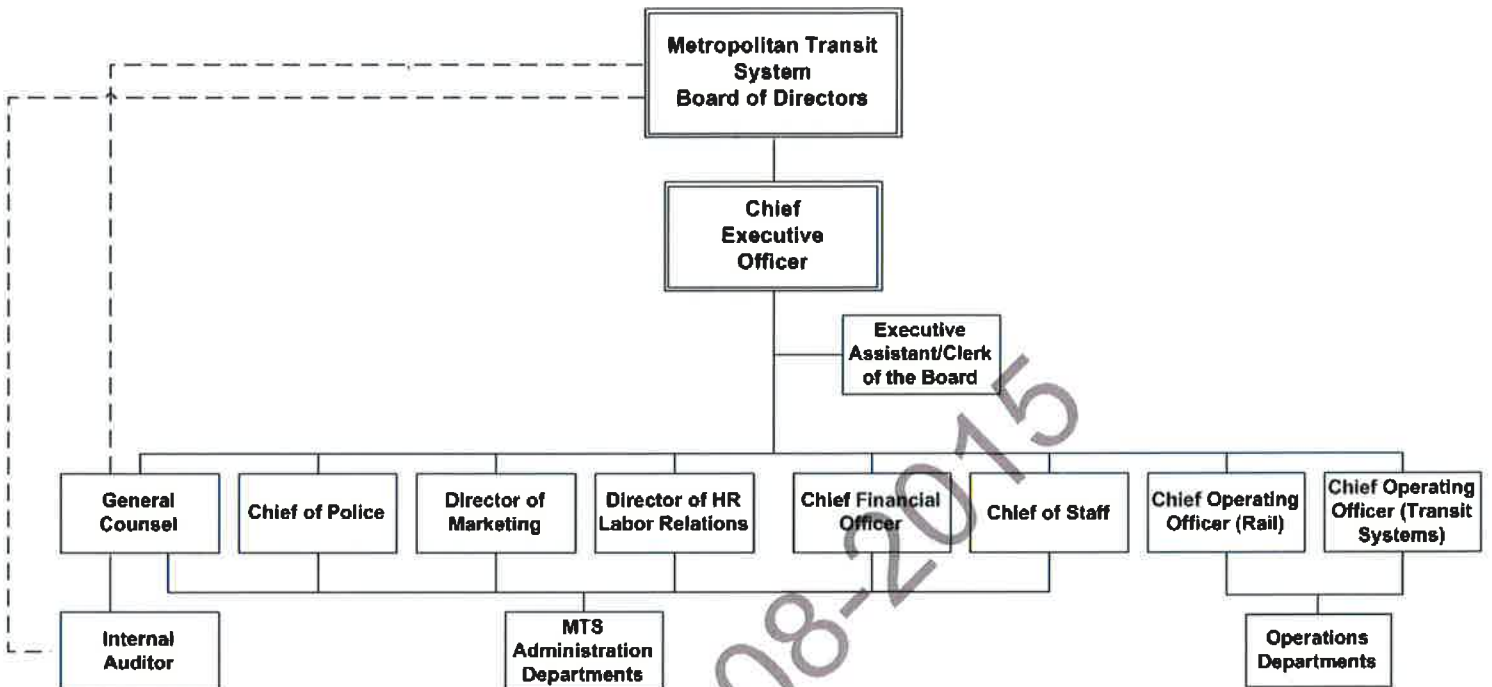 Metropolitan Transit
System
Board of Directors
Chief
Executive
Officer
Executive
Assistant/Clerk
of the Board
General
Counsel
Chief of Police
Director of
Marketing
Director of HR
Labor Relations
Chief Financial
Officer
Chief of Staff
Chief Operating
Officer (Rail)
Chief Operating
Officer (Transit
Systems)
Internal
Auditor
MTS
Administration
Departments
Operations
Departments
08-2015